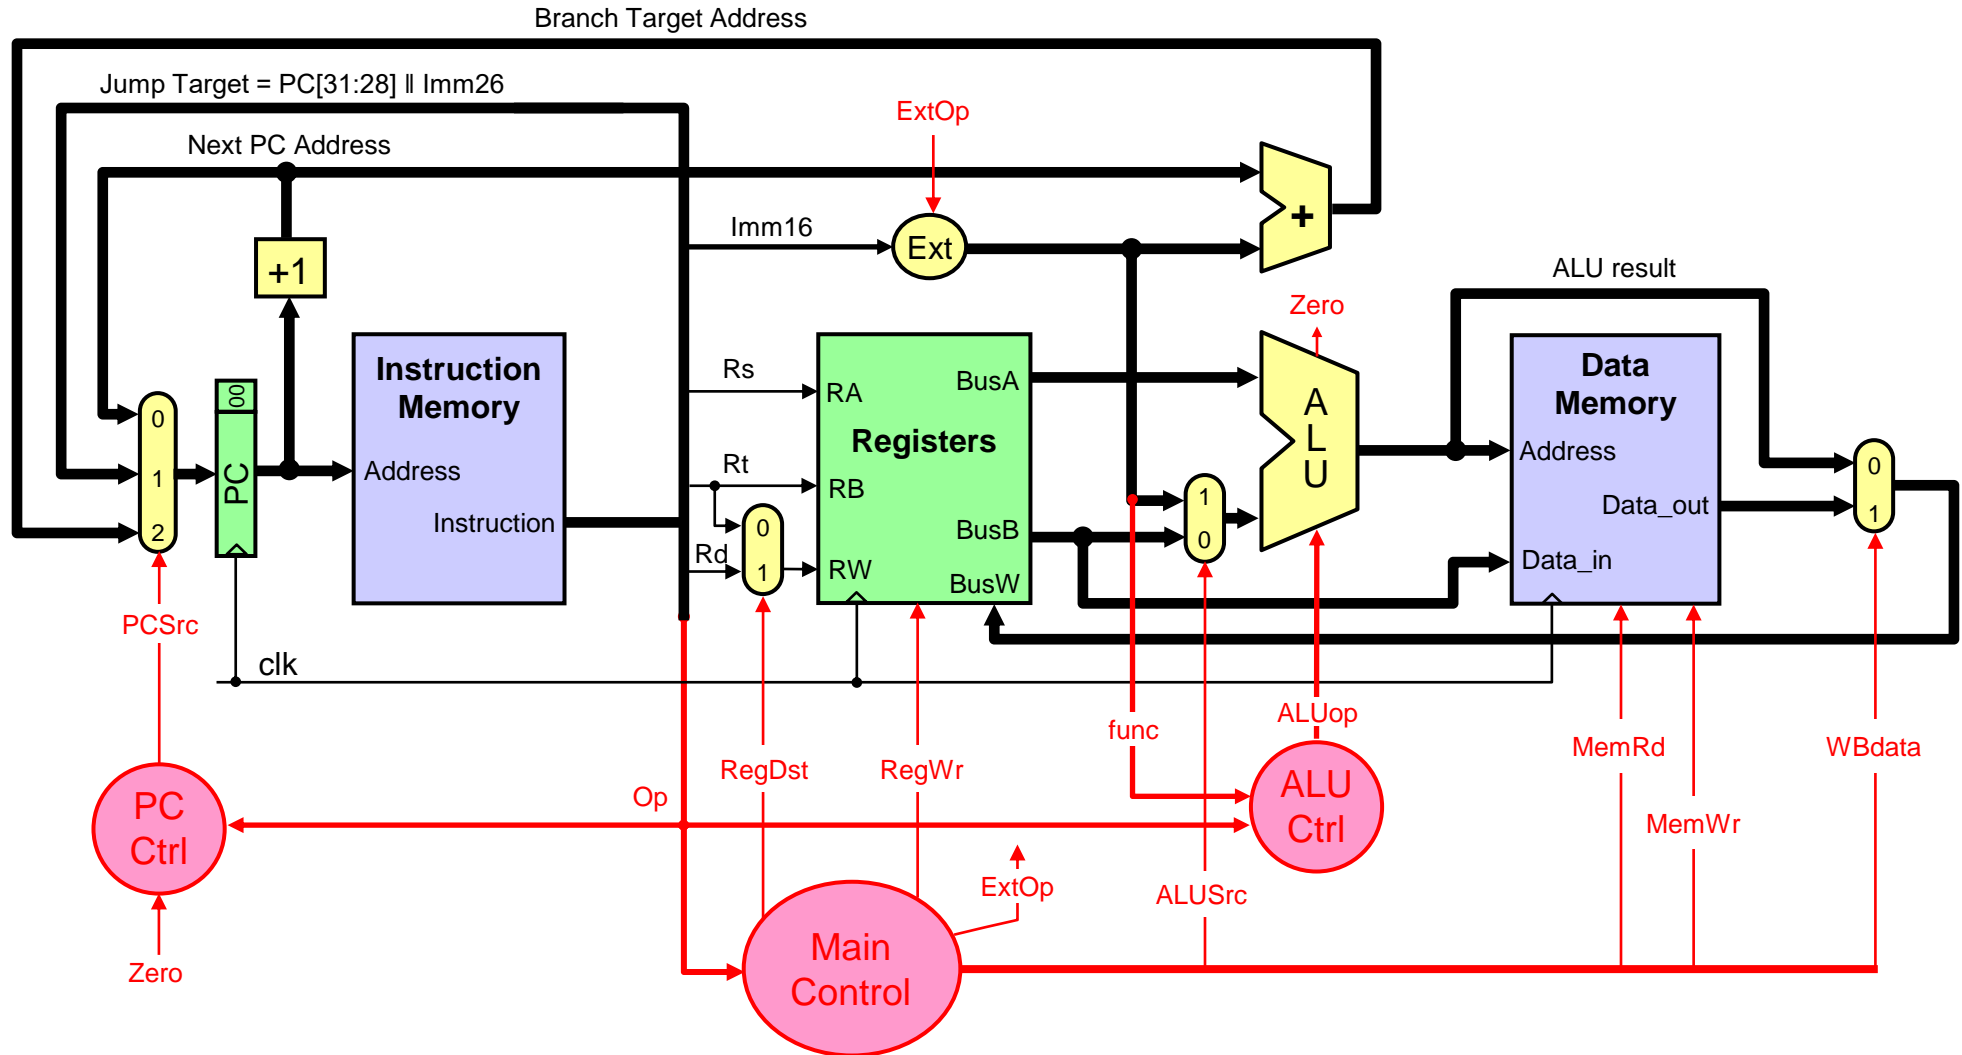 Branch Target Address
Jump Target = PC[31:28] ‖ Imm26
Next PC Address
ExtOp
+
Imm16
Ext
+1
ALU result
Zero
Instruction
Memory
Address
Instruction
Rs
Rt
Rd
RA
RB
RW
BusA
Registers
BusB
BusW
A
L
U
Data
Memory
Address
Data_out
Data_in
0
1
2
PC
00
0
1
1
0
0
1
PCSrc
clk
func
ALUop
RegDst
RegWr
MemRd
WBdata
Op
PC
Ctrl
ALU
Ctrl
MemWr
ExtOp
ALUSrc
Zero
Main
Control